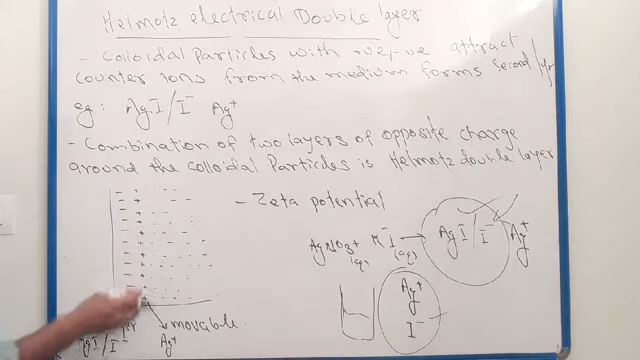 Helmotz electrical Double layer
- Colloidal Particles with +ve/-ve attract
counter ions from the medium forms second layer
eg: AgI/I⁻ Ag⁺
- Combination of two layers of opposite charge
around the colloidal Particles is Helmotz double layer
- Zeta potential
AgNO₃ + K I → AgI/I⁻ Ag⁺
(aq) (aq)
Ag⁺
I⁻
movable
AgI/I⁻ Ag⁺